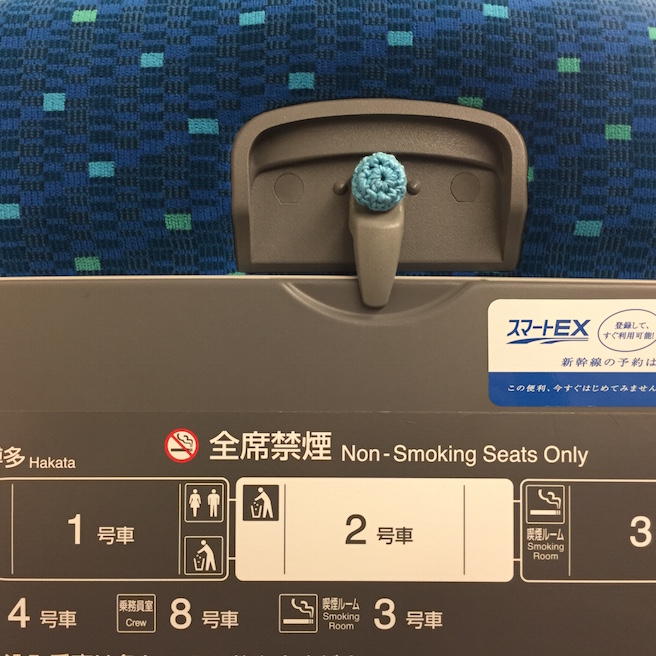 スマートEX
登録して、
すぐ利用可能!
新幹線の予約は
この便利、今すぐはじめてみません
多 Hakata
全席禁煙 Non-Smoking Seats Only
1 号車
2 号車
喫煙ルーム
Smoking
Room
3
4 号車
乗務員室
Crew
8 号車
喫煙ルーム
Smoking
Room
3 号車